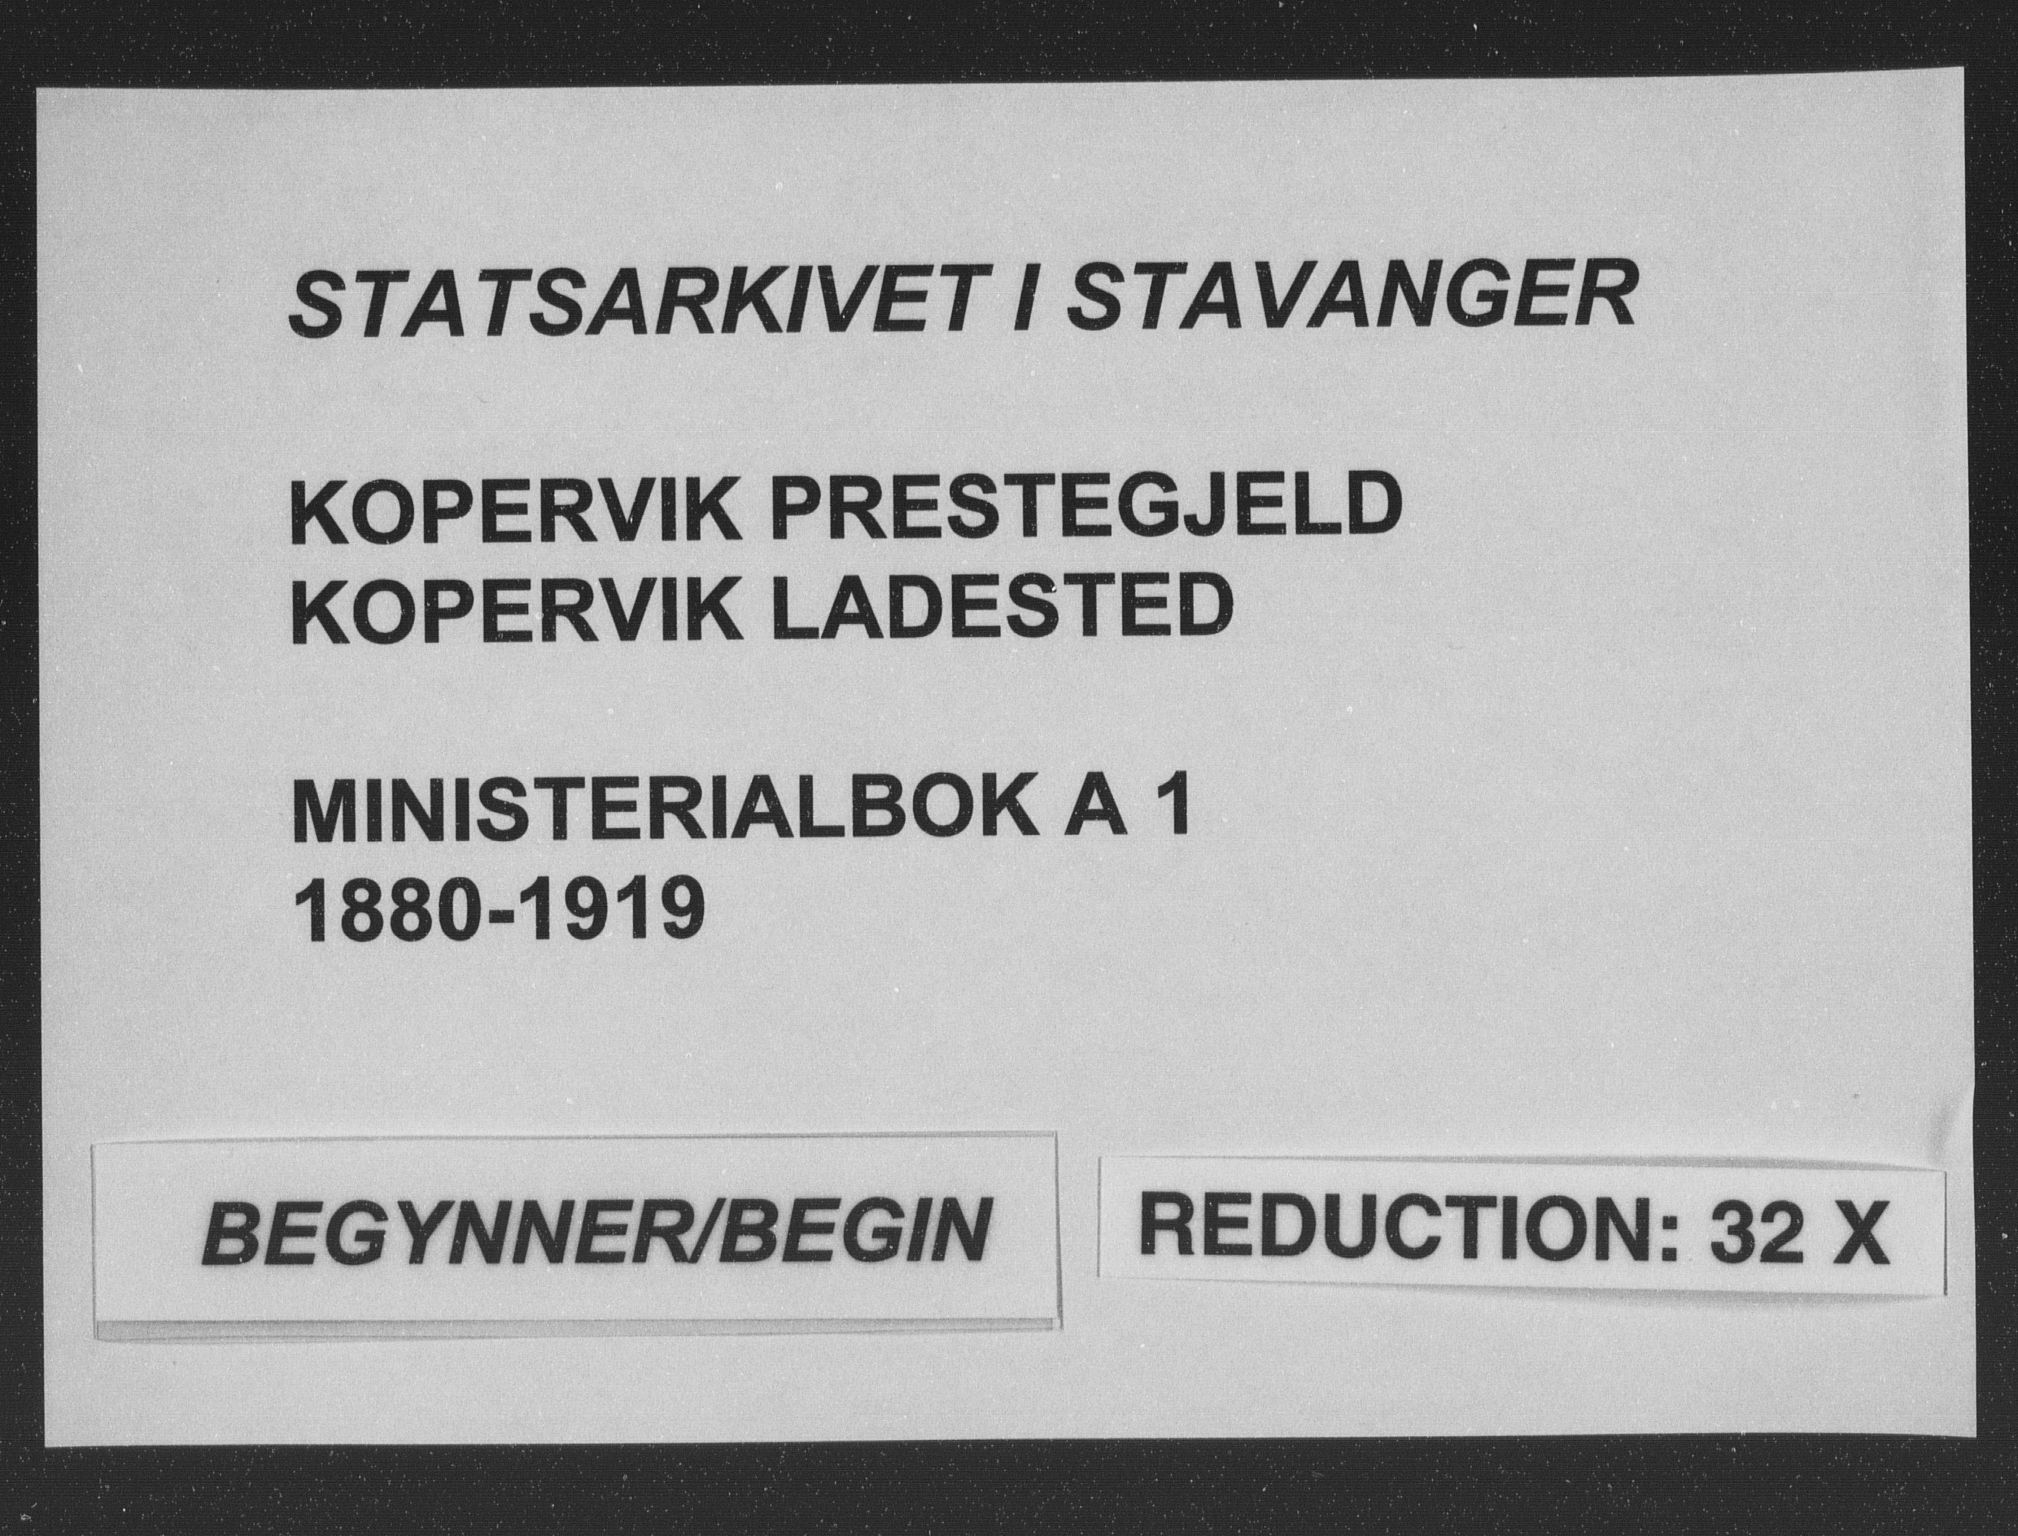 STATSARKIVET I STAVANGER
KOPERVIK PRESTEGJELD
KOPERVIK LADESTED
MINISTERIALBOK A 1
1880-1919
BEGYNNER/BEGIN
REDUCTION: 32 X